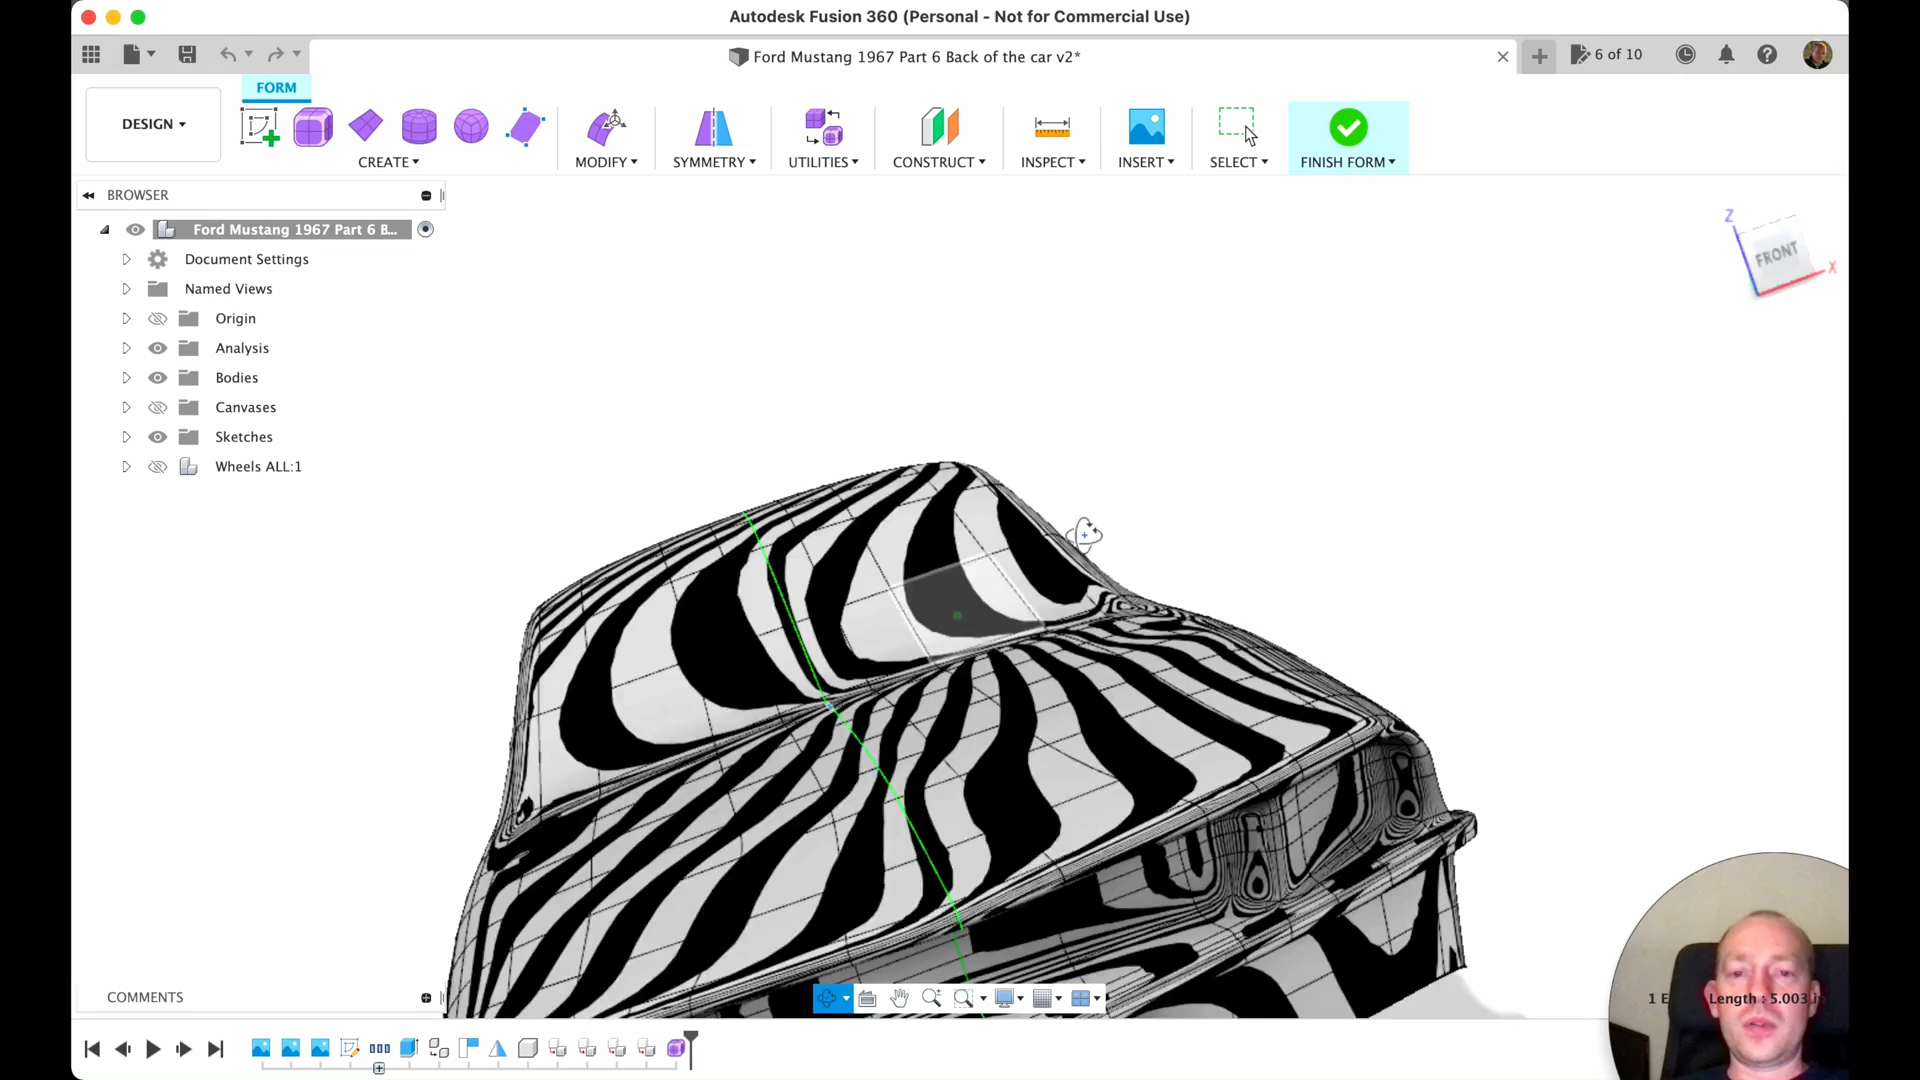 Autodesk Fusion 360 (Personal - Not for Commercial Use)
Ford Mustang 1967 Part 6 Back of the car v2*
6 of 10
FORM
DESIGN
CREATE
MODIFY
SYMMETRY
UTILITIES
CONSTRUCT
INSPECT
INSERT
SELECT
FINISH FORM
BROWSER
Ford Mustang 1967 Part 6 B...
Document Settings
Named Views
Origin
Analysis
Bodies
Canvases
Sketches
Wheels ALL:1
Z
FRONT
X
COMMENTS
1 E
Length : 5.003 in